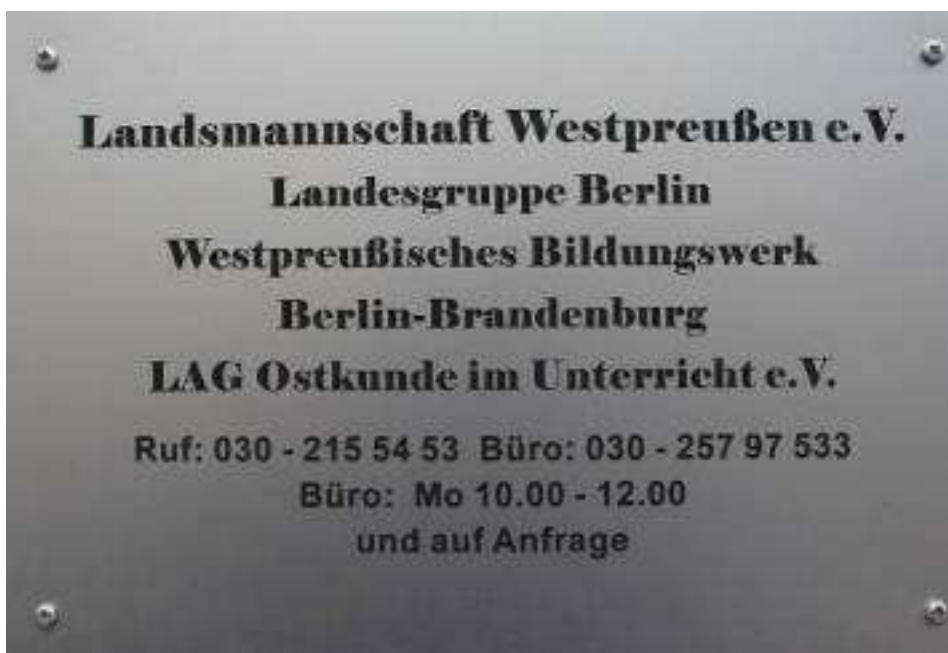 Landsmannschaft Westpreußen e.V.
Landesgruppe Berlin
Westpreußisches Bildungswerk
Berlin-Brandenburg
LAG Ostkunde im Unterricht e.V.
Ruf: 030 - 215 54 53 Büro: 030 - 257 97 533
Büro: Mo 10.00 - 12.00
und auf Anfrage